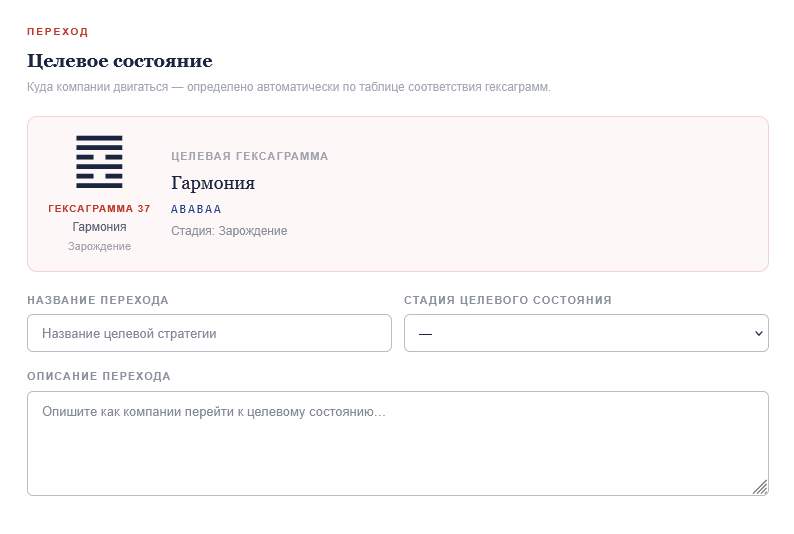 ПЕРЕХОД
Целевое состояние
Куда компании двигаться — определено автоматически по таблице соответствия гексаграмм.
ГЕКСАГРАММА 37
Гармония
Зарождение
ЦЕЛЕВАЯ ГЕКСАГРАММА
Гармония
ABABAA
Стадия: Зарождение
НАЗВАНИЕ ПЕРЕХОДА
Название целевой стратегии
СТАДИЯ ЦЕЛЕВОГО СОСТОЯНИЯ
—
ОПИСАНИЕ ПЕРЕХОДА
Опишите как компании перейти к целевому состоянию…